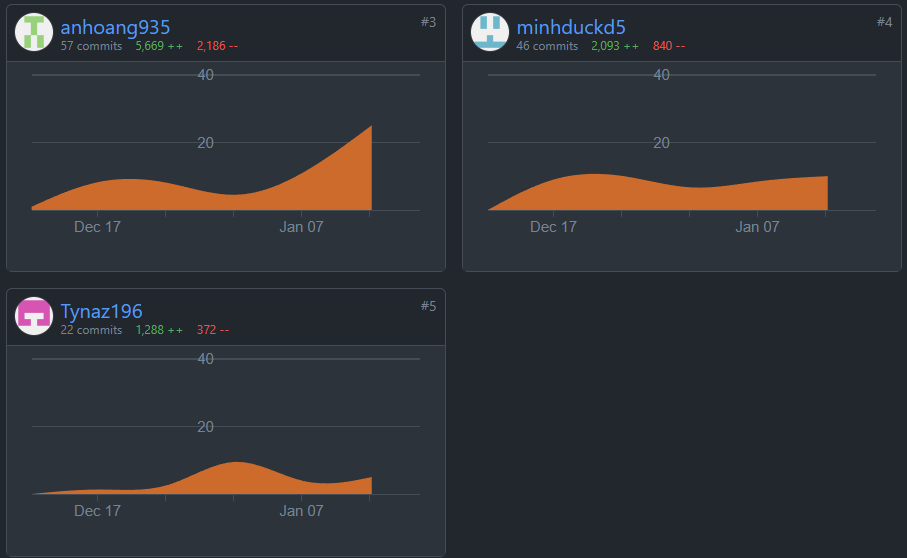 anhoang935 #3
57 commits 5,669 ++ 2,186 --
40
20
Dec 17 Jan 07
minhduckd5 #4
46 commits 2,093 ++ 840 --
40
20
Dec 17 Jan 07
Tynaz196 #5
22 commits 1,288 ++ 372 --
40
20
Dec 17 Jan 07